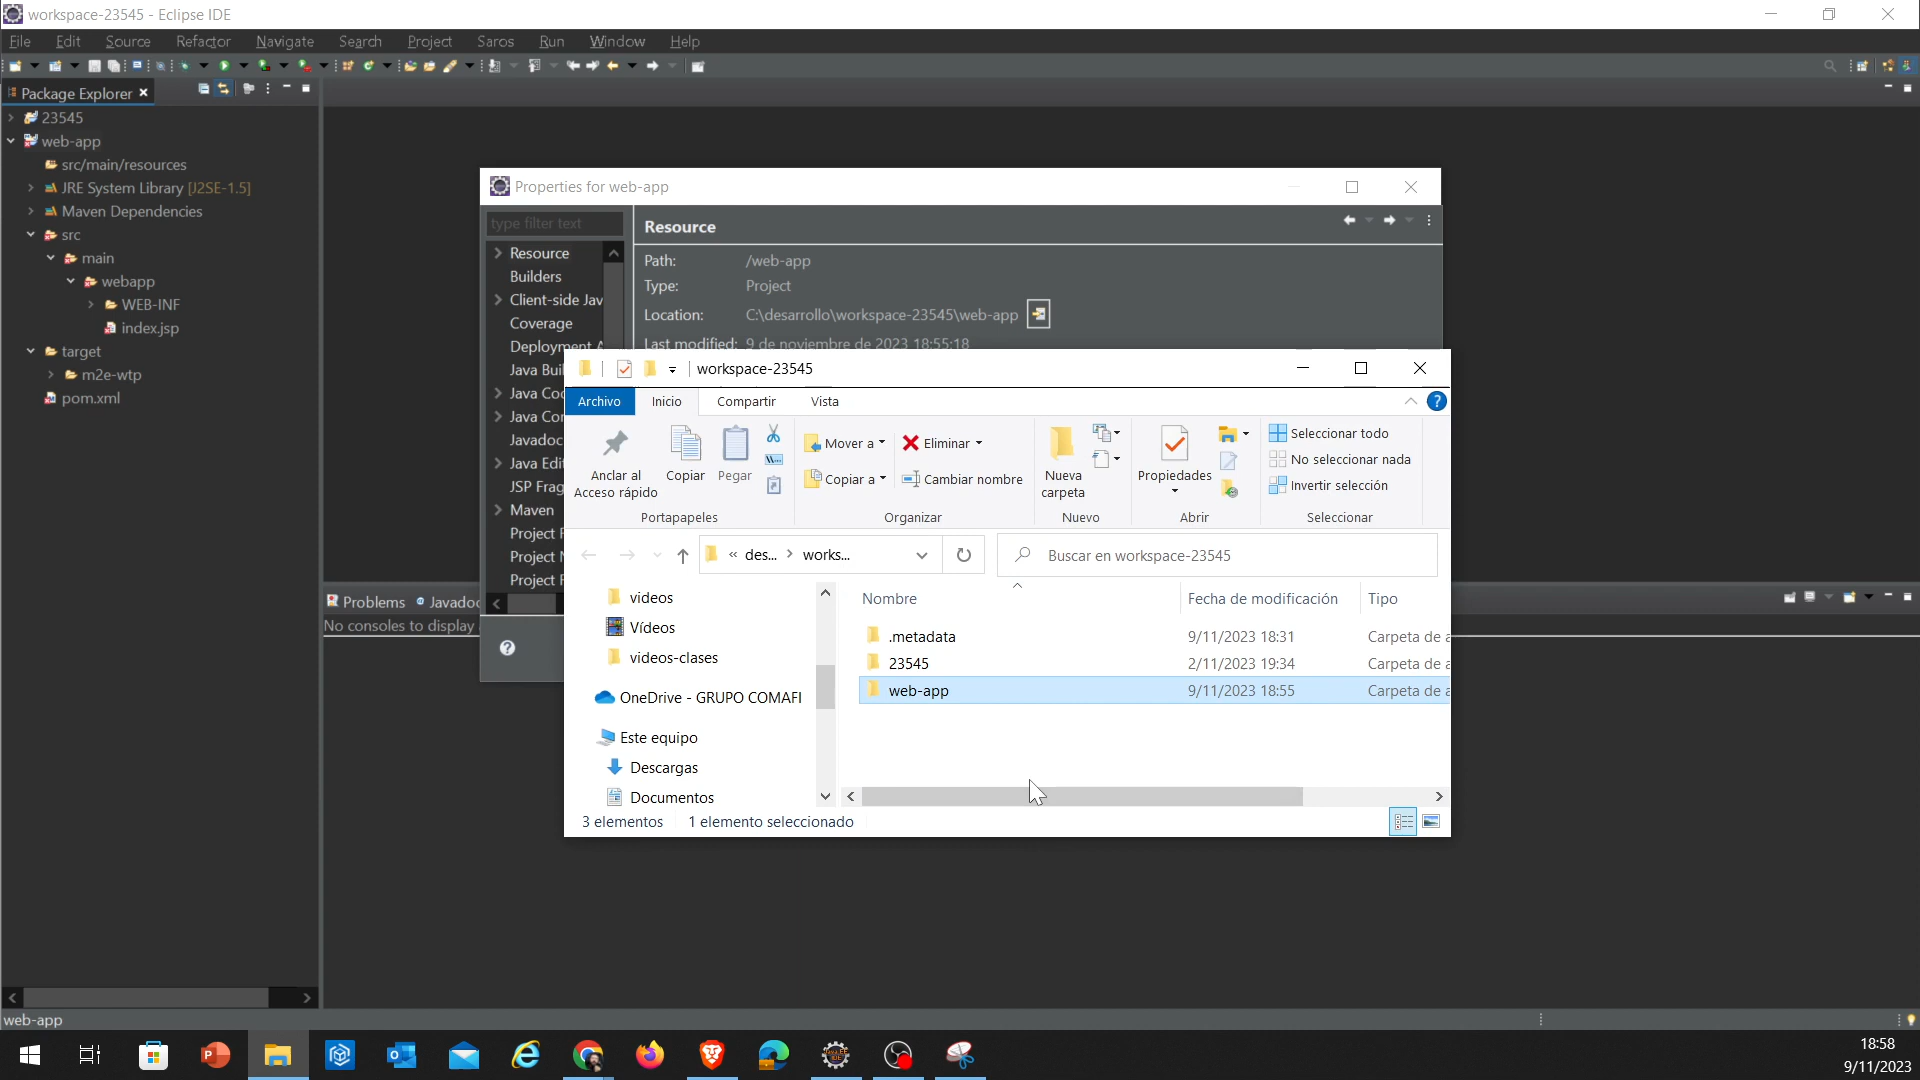 workspace-23545 - Eclipse IDE
File Edit Source Refactor Navigate Search Project Saros Run Window Help
Package Explorer
23545
web-app
src/main/resources
JRE System Library [J2SE-1.5]
Maven Dependencies
src
main
webapp
WEB-INF
index.jsp
target
m2e-wtp
pom.xml
Properties for web-app
type filter text
Resource
Builders
Client-side Jav
Coverage
Deployment A
Java Buil
Java Coc
Java Cor
Javadoc
Java Edit
JSP Frag
Maven
Project F
Project N
Project F
Resource
Path: /web-app
Type: Project
Location: C:\desarrollo\workspace-23545\web-app
Last modified: 9 de noviembre de 2023 18:55:18
workspace-23545
Archivo Inicio Compartir Vista
Anclar al
Acceso rápido
Copiar
Pegar
Portapapeles
Mover a
Copiar a
Eliminar
Cambiar nombre
Organizar
Nueva
carpeta
Nuevo
Propiedades
Abrir
Seleccionar todo
No seleccionar nada
Invertir selección
Seleccionar
« des... > works...
Buscar en workspace-23545
videos
Vídeos
videos-clases
OneDrive - GRUPO COMAFI
Este equipo
Descargas
Documentos
Nombre Fecha de modificación Tipo
.metadata 9/11/2023 18:31 Carpeta de a
23545 2/11/2023 19:34 Carpeta de a
web-app 9/11/2023 18:55 Carpeta de a
3 elementos 1 elemento seleccionado
Problems Javadoc
No consoles to display
web-app
18:58
9/11/2023